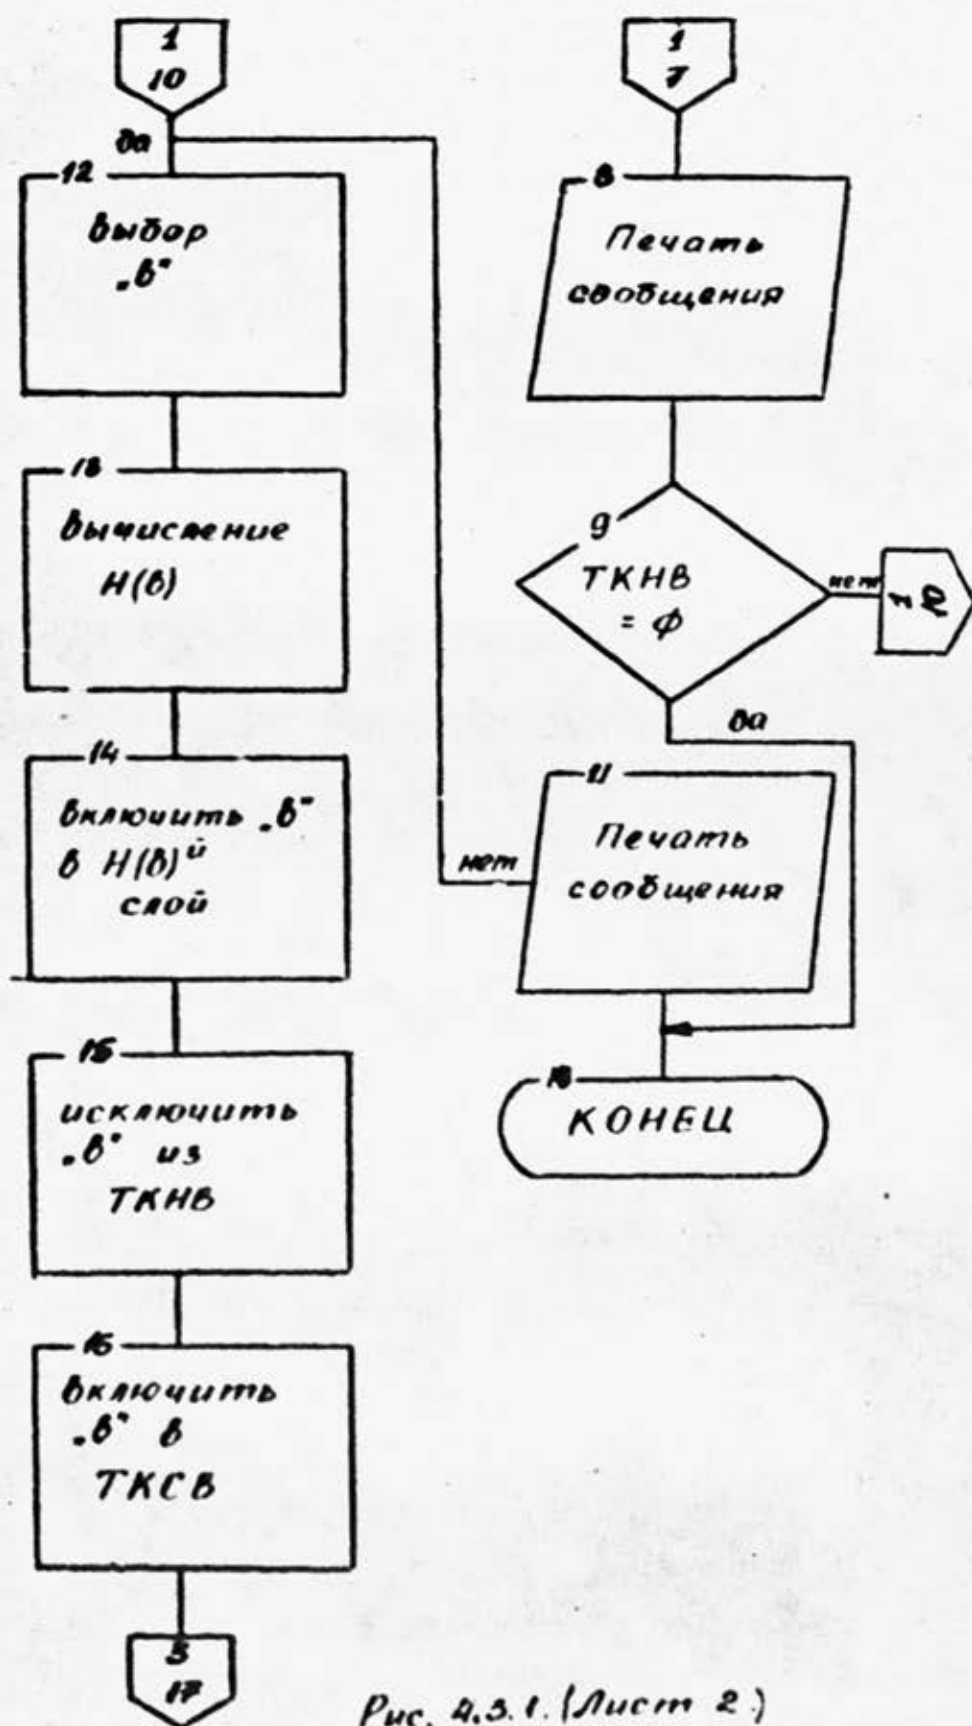 1
10
да
12
выбор
„в"
13
вычисление
Н(в)
14
включить „в"
в Н(в)й
слой
15
исключить
„в" из
ТКНВ
16
включить
„в" в
ТКСВ
3
17
1
7
8
Печать
сообщения
9
ТКНВ
= ф
нет
1
10
да
11
Печать
сообщения
нет
18
КОНЕЦ
Рис. 4.3.1. (Лист 2)